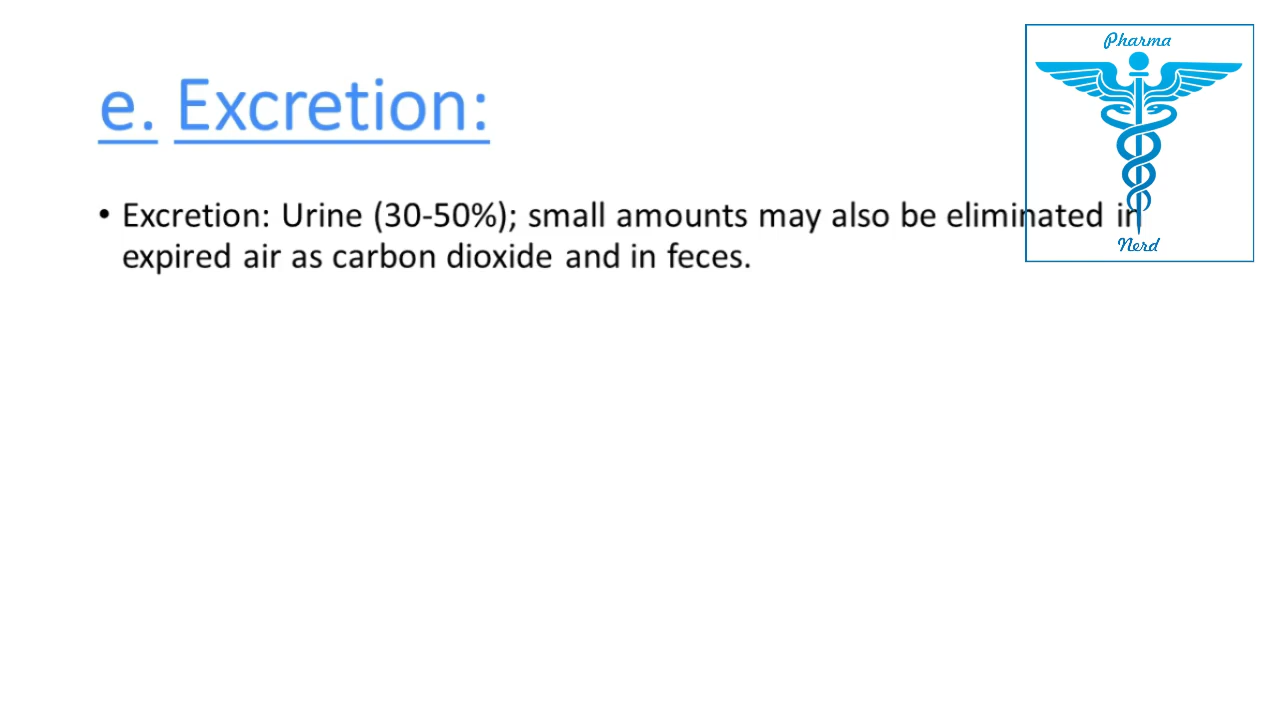 Pharma
e. Excretion:
• Excretion: Urine (30-50%); small amounts may also be eliminated in
expired air as carbon dioxide and in feces.
Nerd